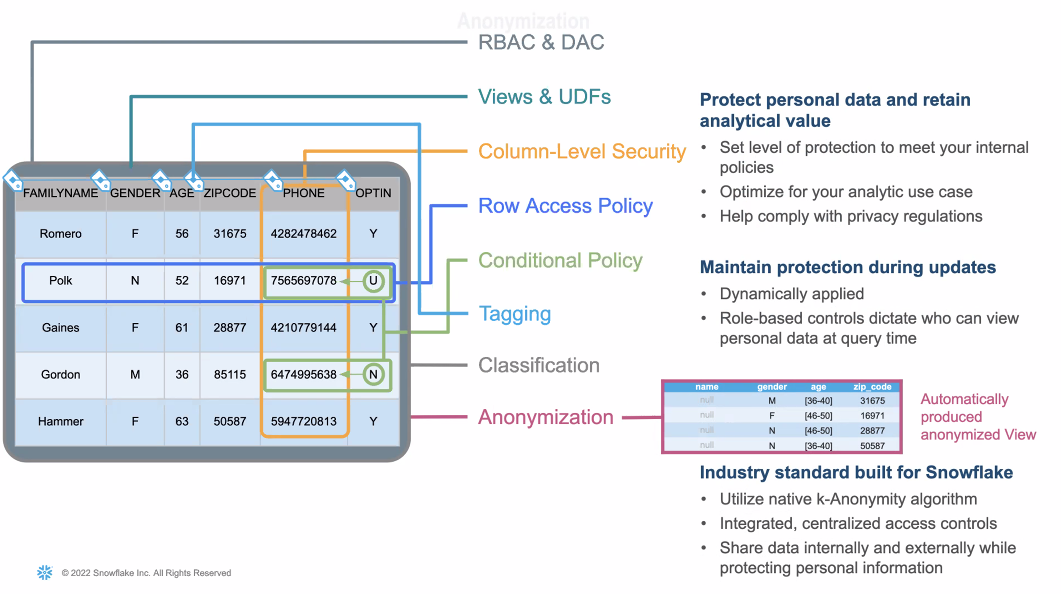 Anonymization
RBAC & DAC
Views & UDFs
Column-Level Security
Row Access Policy
Conditional Policy
Tagging
Classification
Anonymization
FAMILYNAME GENDER AGE ZIPCODE PHONE OPTIN
Romero F 56 31675 4282478462 Y
Polk N 52 16971 7565697078 U
Gaines F 61 28877 4210779144 Y
Gordon M 36 85115 6474995638 N
Hammer F 63 50587 5947720813 Y
Protect personal data and retain
analytical value
• Set level of protection to meet your internal
policies
• Optimize for your analytic use case
• Help comply with privacy regulations
Maintain protection during updates
• Dynamically applied
• Role-based controls dictate who can view
personal data at query time
name gender age zip_code
null M [36-40] 31675
null F [46-50] 16971
null N [46-50] 28877
null N [36-40] 50587
Automatically
produced
anonymized View
Industry standard built for Snowflake
• Utilize native k-Anonymity algorithm
• Integrated, centralized access controls
• Share data internally and externally while
protecting personal information
© 2022 Snowflake Inc. All Rights Reserved